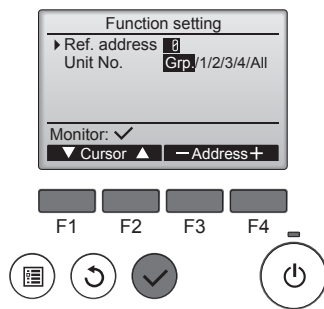 Function setting
Ref. address 0
Unit No. Grp./1/2/3/4/All
Monitor: ✓
▼ Cursor ▲ −Address+
F1 F2 F3 F4